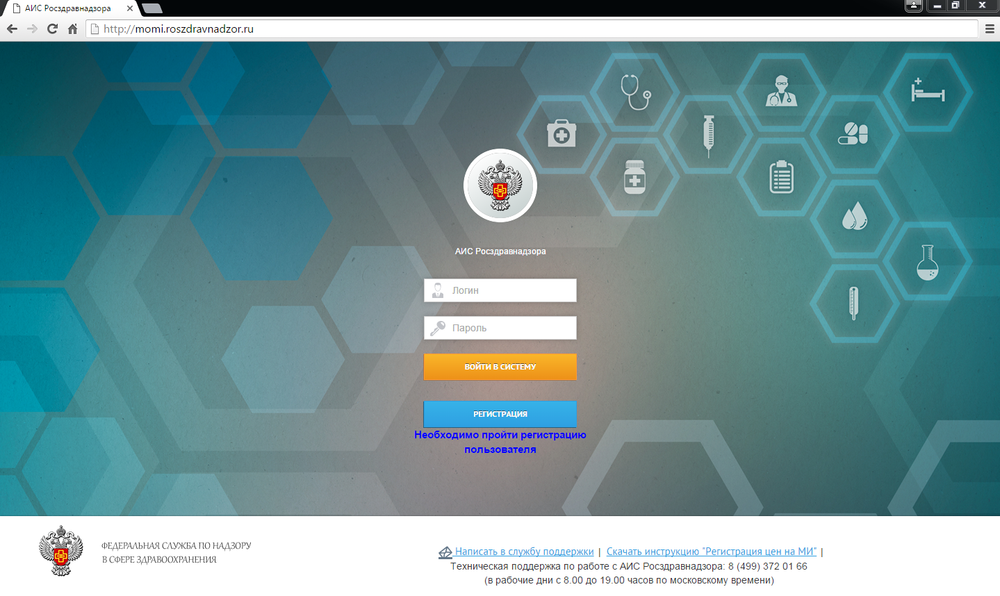 АИС Росздравнадзора
http://momi.roszdravnadzor.ru
АИС Росздравнадзора
Логин
Пароль
ВОЙТИ В СИСТЕМУ
РЕГИСТРАЦИЯ
Необходимо пройти регистрацию
пользователя
ФЕДЕРАЛЬНАЯ СЛУЖБА ПО НАДЗОРУ
В СФЕРЕ ЗДРАВООХРАНЕНИЯ
Написать в службу поддержки | Скачать инструкцию "Регистрация цен на МИ" |
Техническая поддержка по работе с АИС Росздравнадзора: 8 (499) 372 01 66
(в рабочие дни с 8.00 до 19.00 часов по московскому времени)